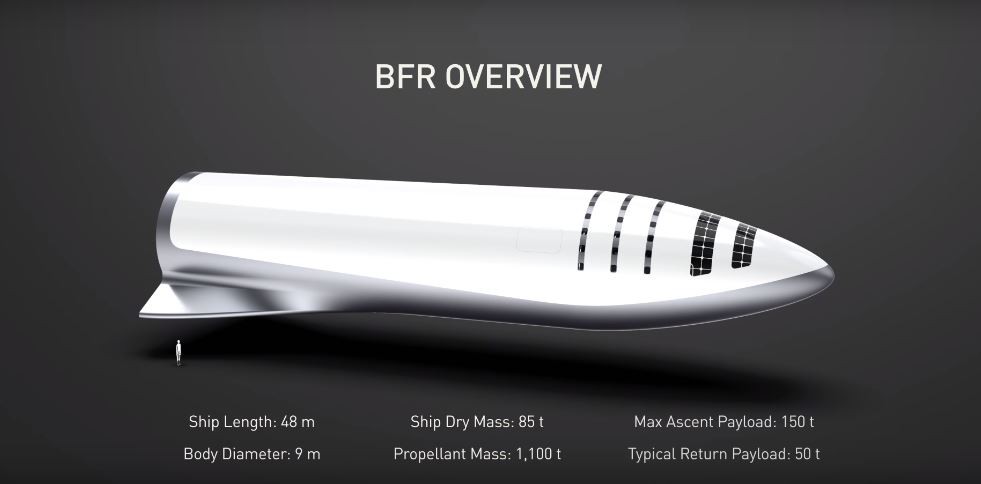 BFR OVERVIEW
Ship Length: 48 m
Ship Dry Mass: 85 t
Max Ascent Payload: 150 t
Body Diameter: 9 m
Propellant Mass: 1,100 t
Typical Return Payload: 50 t